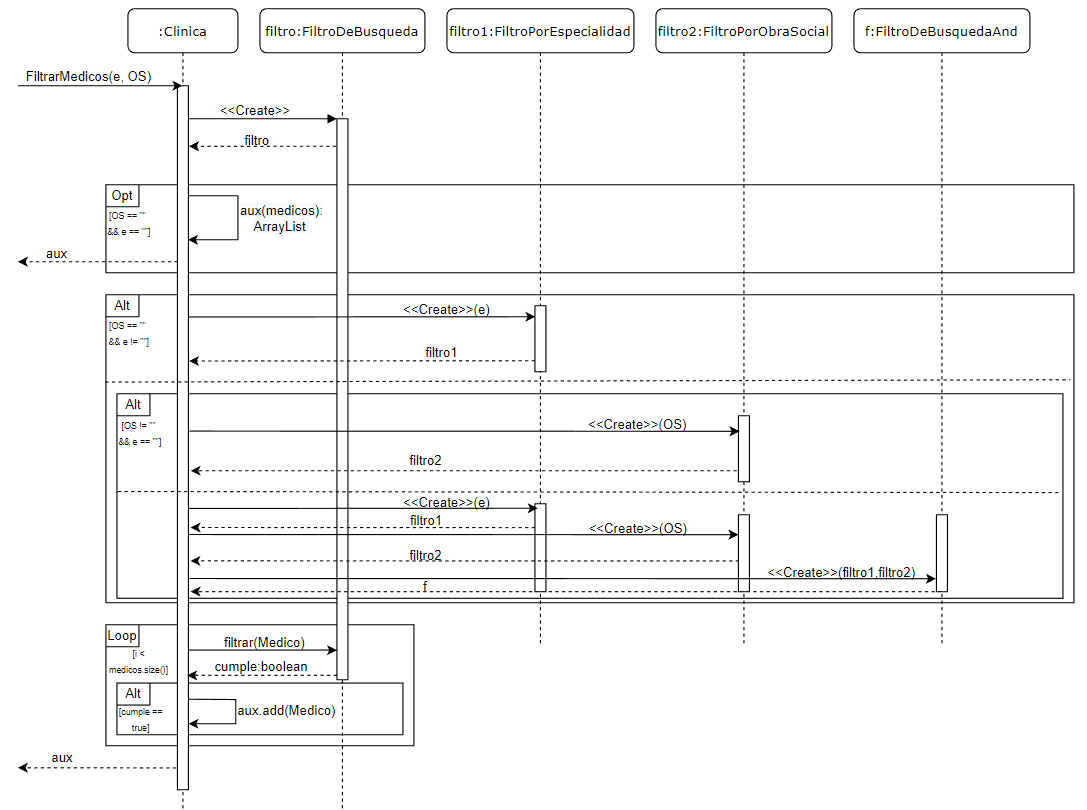 :Clinica
filtro:FiltroDeBusqueda
filtro1:FiltroPorEspecialidad
filtro2:FiltroPorObraSocial
f:FiltroDeBusquedaAnd
FiltrarMedicos(e, OS)
<<Create>>
filtro
Opt
[OS == ""
&& e == ""]
aux(medicos):
ArrayList
aux
Alt
[OS == ""
&& e != ""]
<<Create>>(e)
filtro1
Alt
[OS != ""
&& e == ""]
<<Create>>(OS)
filtro2
<<Create>>(e)
filtro1
<<Create>>(OS)
filtro2
<<Create>>(filtro1,filtro2)
f
Loop
[i <
medicos.size()]
filtrar(Medico)
cumple:boolean
Alt
[cumple ==
true]
aux.add(Medico)
aux